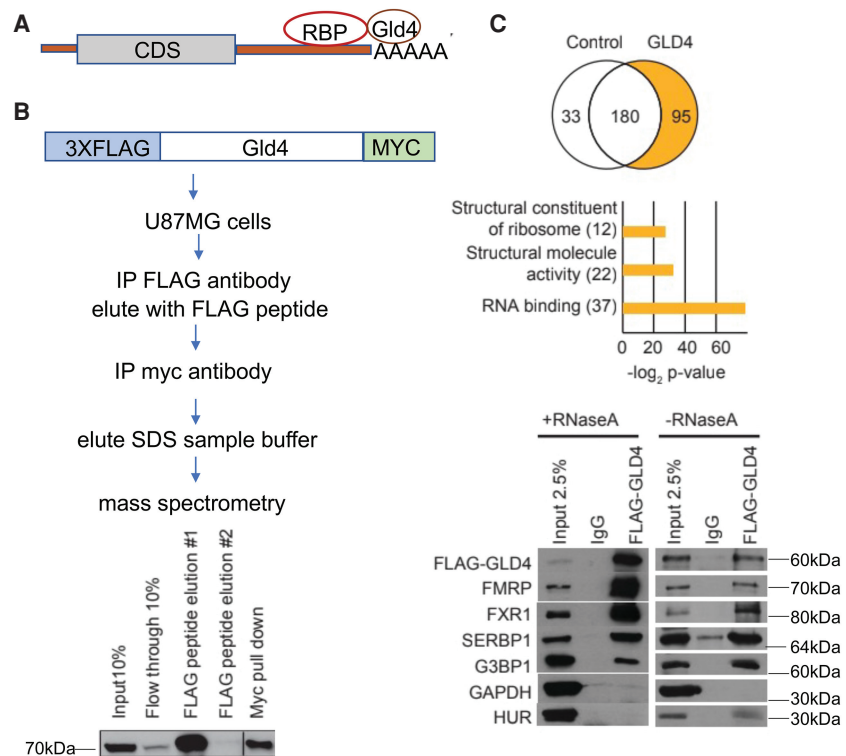 A
RBP
Gld4
CDS
AAAAA
B
3XFLAG
Gld4
MYC
U87MG cells
IP FLAG antibody
elute with FLAG peptide
IP myc antibody
elute SDS sample buffer
mass spectrometry
Input10%
Flow through 10%
FLAG peptide elution #1
FLAG peptide elution #2
Myc pull down
70kDa
C
Control
GLD4
33
180
95
Structural constituent
of ribosome (12)
Structural molecule
activity (22)
RNA binding (37)
0 20 40 60
-log2 p-value
+RNaseA
-RNaseA
Input 2.5%
IgG
FLAG-GLD4
Input 2.5%
IgG
FLAG-GLD4
FLAG-GLD4
60kDa
FMRP
70kDa
FXR1
80kDa
SERBP1
64kDa
G3BP1
60kDa
GAPDH
30kDa
HUR
30kDa